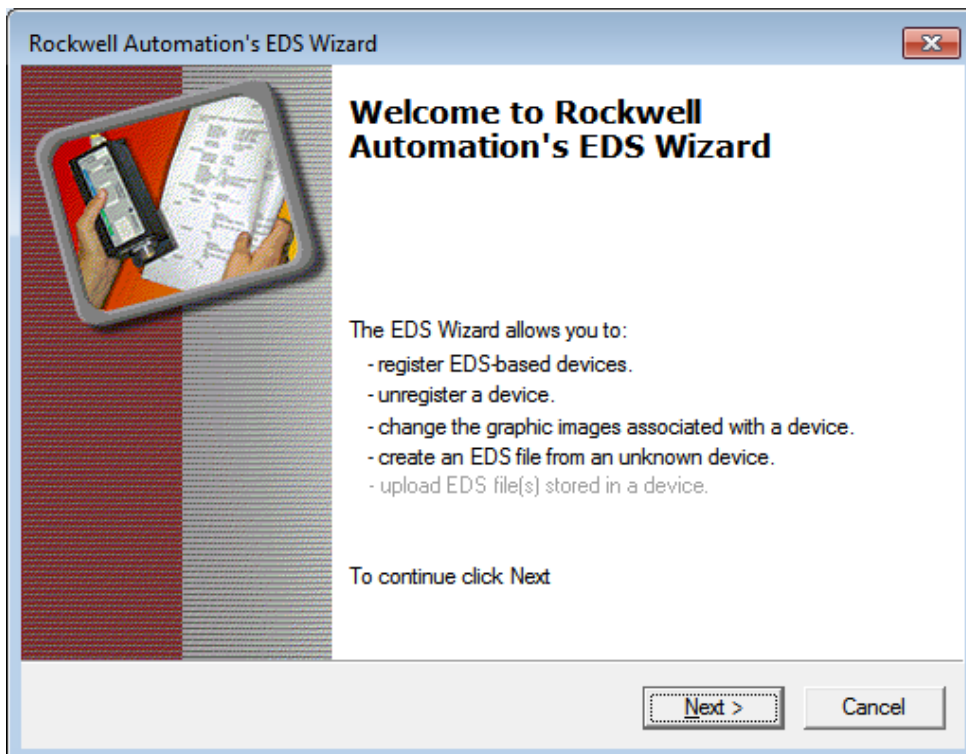 Rockwell Automation's EDS Wizard
Welcome to Rockwell
Automation's EDS Wizard
The EDS Wizard allows you to:
- register EDS-based devices.
- unregister a device.
- change the graphic images associated with a device.
- create an EDS file from an unknown device.
- upload EDS file(s) stored in a device.
To continue click Next
Next >
Cancel